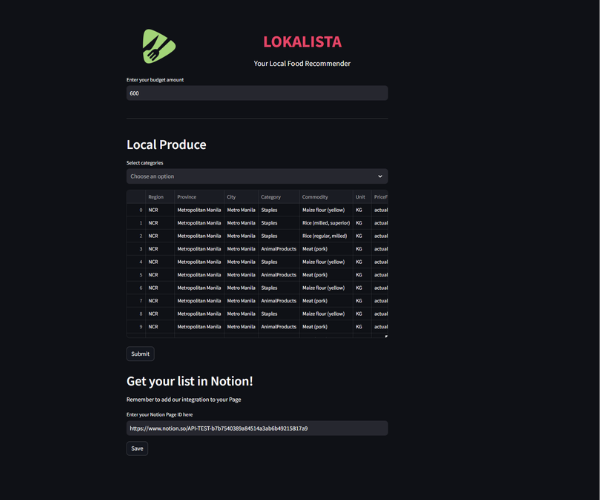 LOKALISTA
Your Local Food Recommender
Enter your budget amount
600
Local Produce
Select categories
Choose an option
Region Province City Category Commodity Unit PriceF
0 NCR Metropolitan Manila Metro Manila Staples Maize flour (yellow) KG actual
1 NCR Metropolitan Manila Metro Manila Staples Rice (milled, superior) KG actual
2 NCR Metropolitan Manila Metro Manila Staples Rice (regular, milled) KG actual
3 NCR Metropolitan Manila Metro Manila AnimalProducts Meat (pork) KG actual
4 NCR Metropolitan Manila Metro Manila Staples Maize flour (yellow) KG actual
5 NCR Metropolitan Manila Metro Manila AnimalProducts Meat (pork) KG actual
6 NCR Metropolitan Manila Metro Manila Staples Maize flour (yellow) KG actual
7 NCR Metropolitan Manila Metro Manila AnimalProducts Meat (pork) KG actual
8 NCR Metropolitan Manila Metro Manila Staples Maize flour (yellow) KG actual
9 NCR Metropolitan Manila Metro Manila AnimalProducts Meat (pork) KG actual
Submit
Get your list in Notion!
Remember to add our integration to your Page
Enter your Notion Page ID here
https://www.notion.so/API-TEST-b7b7540389a84514a3ab6b49215817a9
Save